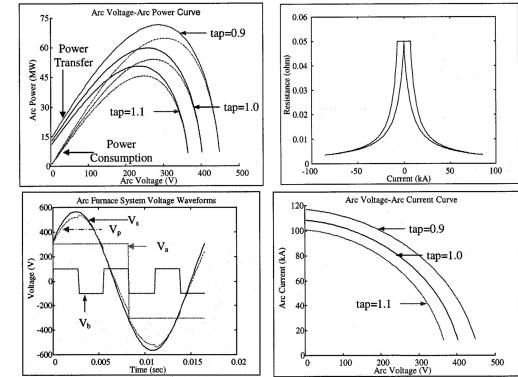 Arc Voltage-Arc Power Curve
75
60
45
30
15
0
Arc Power (MW)
Power
Transfer
tap=0.9
tap=1.0
tap=1.1
Power
Consumption
0 100 200 300 400 500
Arc Voltage (V)
0.06
0.05
0.04
0.03
0.02
0.01
0
Resistance (ohm)
-100 -50 0 50 100
Current (kA)
Arc Furnace System Voltage Waveforms
600
400
200
0
-200
-400
-600
Voltage (V)
Vs
Vp
Va
Vb
0 0.005 0.01 0.015 0.02
Time (sec)
Arc Voltage-Arc Current Curve
120
100
80
60
40
20
0
Arc Current (kA)
tap=0.9
tap=1.0
tap=1.1
0 100 200 300 400 500
Arc Voltage (V)